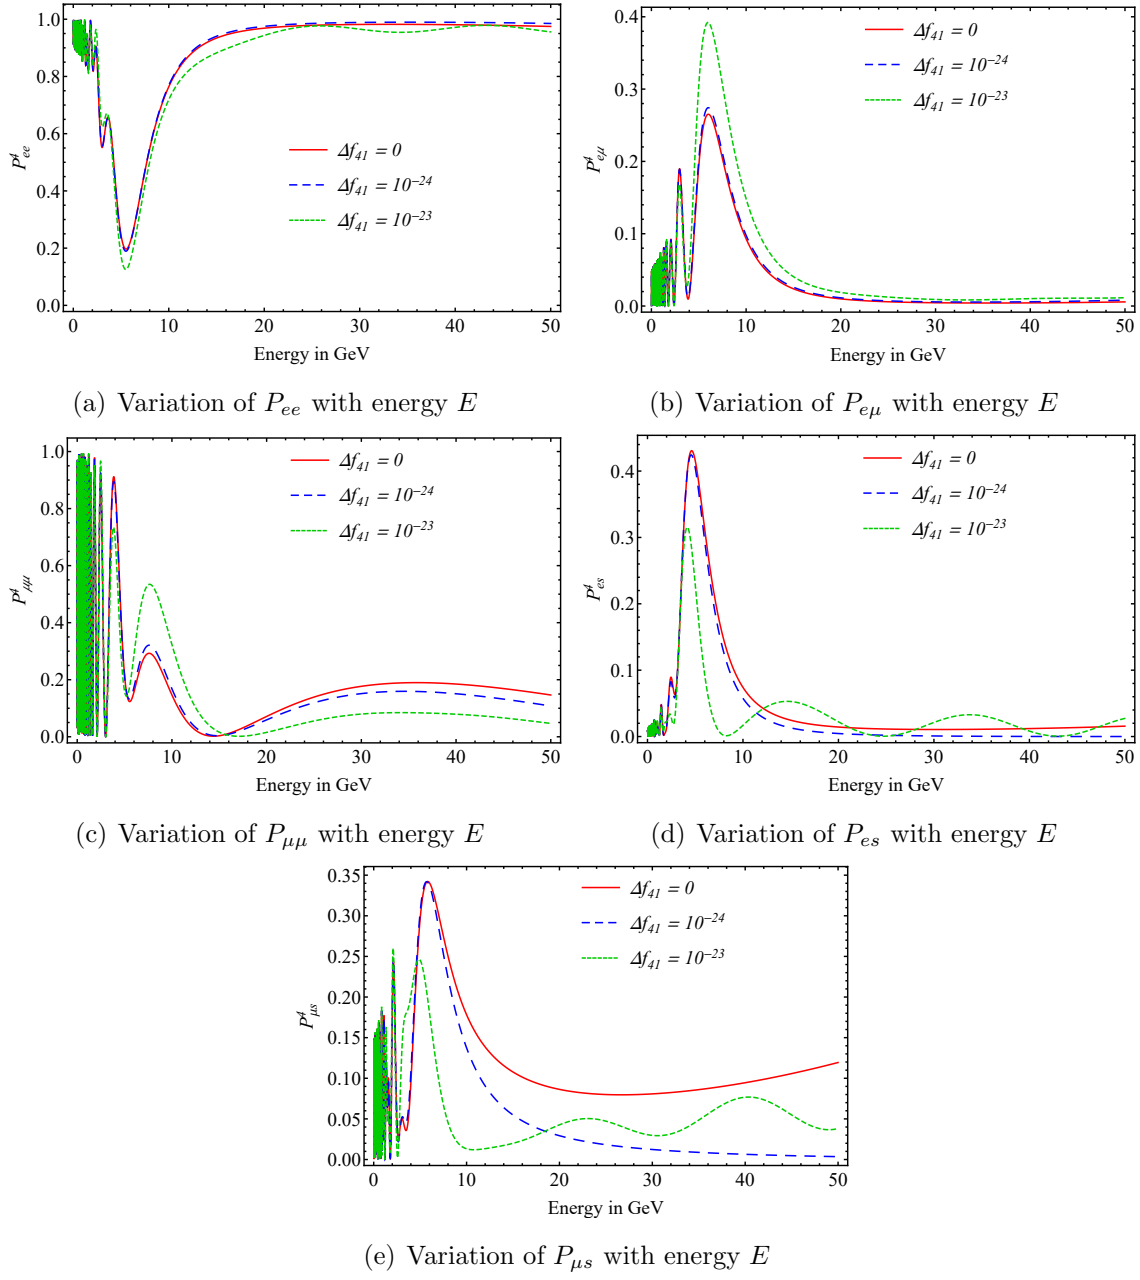 1.0
0.8
0.6
0.4
0.2
0.0
P⁴ₑₑ
Δf₄₁ = 0
Δf₄₁ = 10⁻²⁴
Δf₄₁ = 10⁻²³
0 10 20 30 40 50
Energy in GeV
(a) Variation of Pₑₑ with energy E
0.4
0.3
0.2
0.1
0.0
P⁴ₑμ
Δf₄₁ = 0
Δf₄₁ = 10⁻²⁴
Δf₄₁ = 10⁻²³
0 10 20 30 40 50
Energy in GeV
(b) Variation of Pₑμ with energy E
1.0
0.8
0.6
0.4
0.2
0.0
P⁴μμ
Δf₄₁ = 0
Δf₄₁ = 10⁻²⁴
Δf₄₁ = 10⁻²³
0 10 20 30 40 50
Energy in GeV
(c) Variation of Pμμ with energy E
0.4
0.3
0.2
0.1
0.0
P⁴ₑₛ
Δf₄₁ = 0
Δf₄₁ = 10⁻²⁴
Δf₄₁ = 10⁻²³
0 10 20 30 40 50
Energy in GeV
(d) Variation of Pₑₛ with energy E
0.35
0.30
0.25
0.20
0.15
0.10
0.05
0.00
P⁴μₛ
Δf₄₁ = 0
Δf₄₁ = 10⁻²⁴
Δf₄₁ = 10⁻²³
0 10 20 30 40 50
Energy in GeV
(e) Variation of Pμₛ with energy E